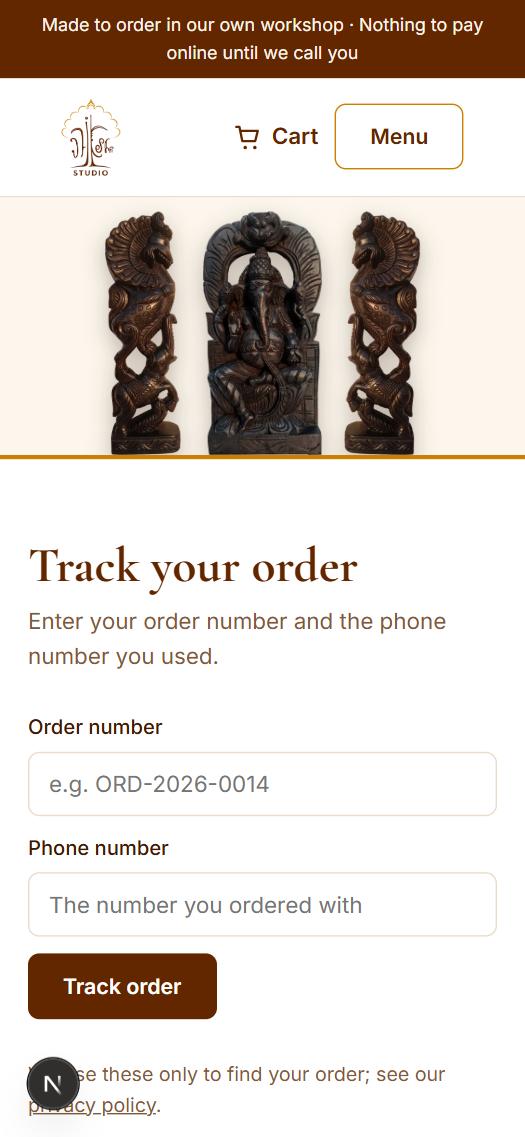 Made to order in our own workshop · Nothing to pay
online until we call you
STUDIO
Cart
Menu
Track your order
Enter your order number and the phone
number you used.
Order number
e.g. ORD-2026-0014
Phone number
The number you ordered with
Track order
these only to find your order; see our
privacy policy.
N